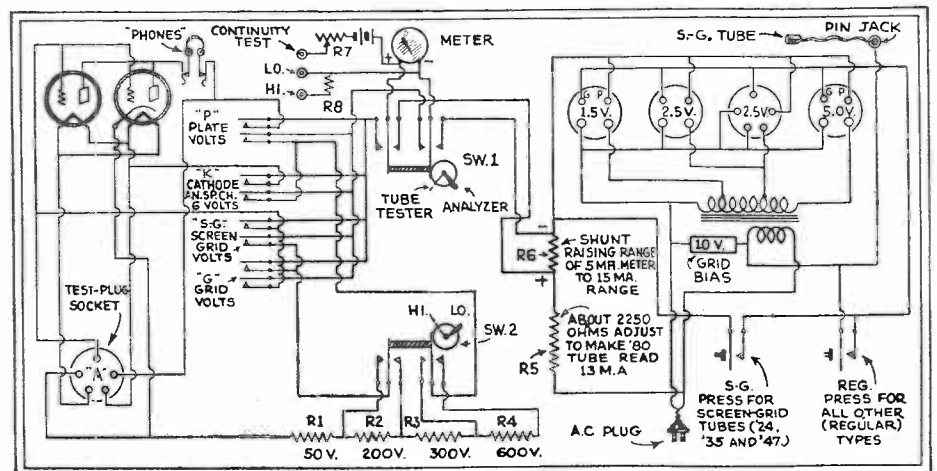 "PHONES"
CONTINUITY
TEST
R7
LO.
HI.
R8
METER
+
-
S.-G. TUBE
PIN JACK
G P
1.5V.
2.5V.
2.5V.
G P
5.0V.
"P"
PLATE
VOLTS
"K"
CATHODE
AN.SP.CH.
6 VOLTS
"S-G."
SCREEN
GRID
VOLTS
"G"
GRID
VOLTS
SW.1
TUBE
TESTER
ANALYZER
-
R6
+
SHUNT
RAISING RANGE
OF 5 MA. METER
TO 15 MA.
RANGE
10 V.
GRID
BIAS
TEST-PLUG
SOCKET
"A"
HI.
LO.
SW.2
ABOUT 2250
OHMS ADJUST
TO MAKE '80
TUBE READ
13 M.A
R5
R1
R2
R3
R4
50 V.
200V.
300V.
600V.
A.C PLUG
S-G.
PRESS FOR
SCREEN-GRID
TUBES ('24,
'35 AND '47.)
REG.
PRESS FOR
ALL OTHER
(REGULAR)
TYPES